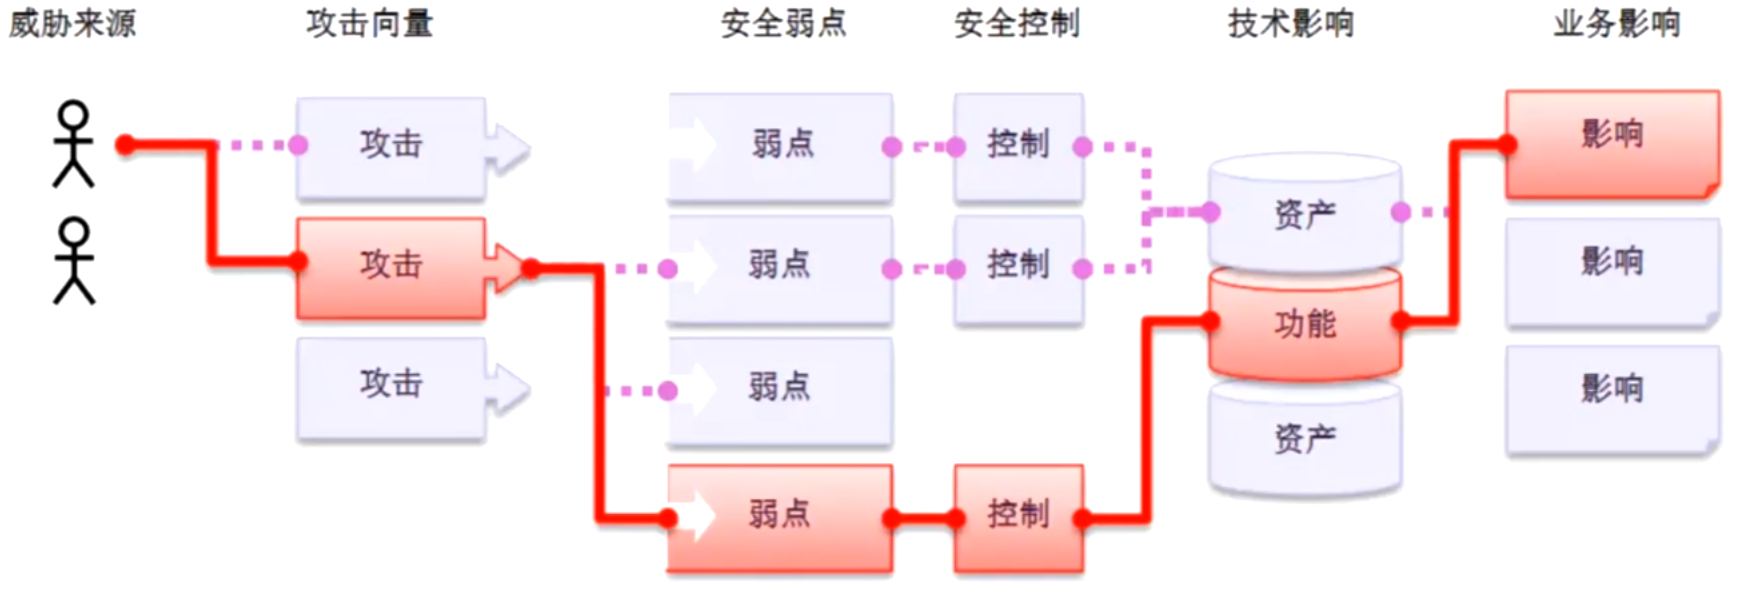 威胁来源 攻击向量 安全弱点 安全控制 技术影响 业务影响
攻击 弱点 控制 资产 影响
攻击 弱点 控制 功能 影响
攻击 弱点 资产 影响
弱点 控制